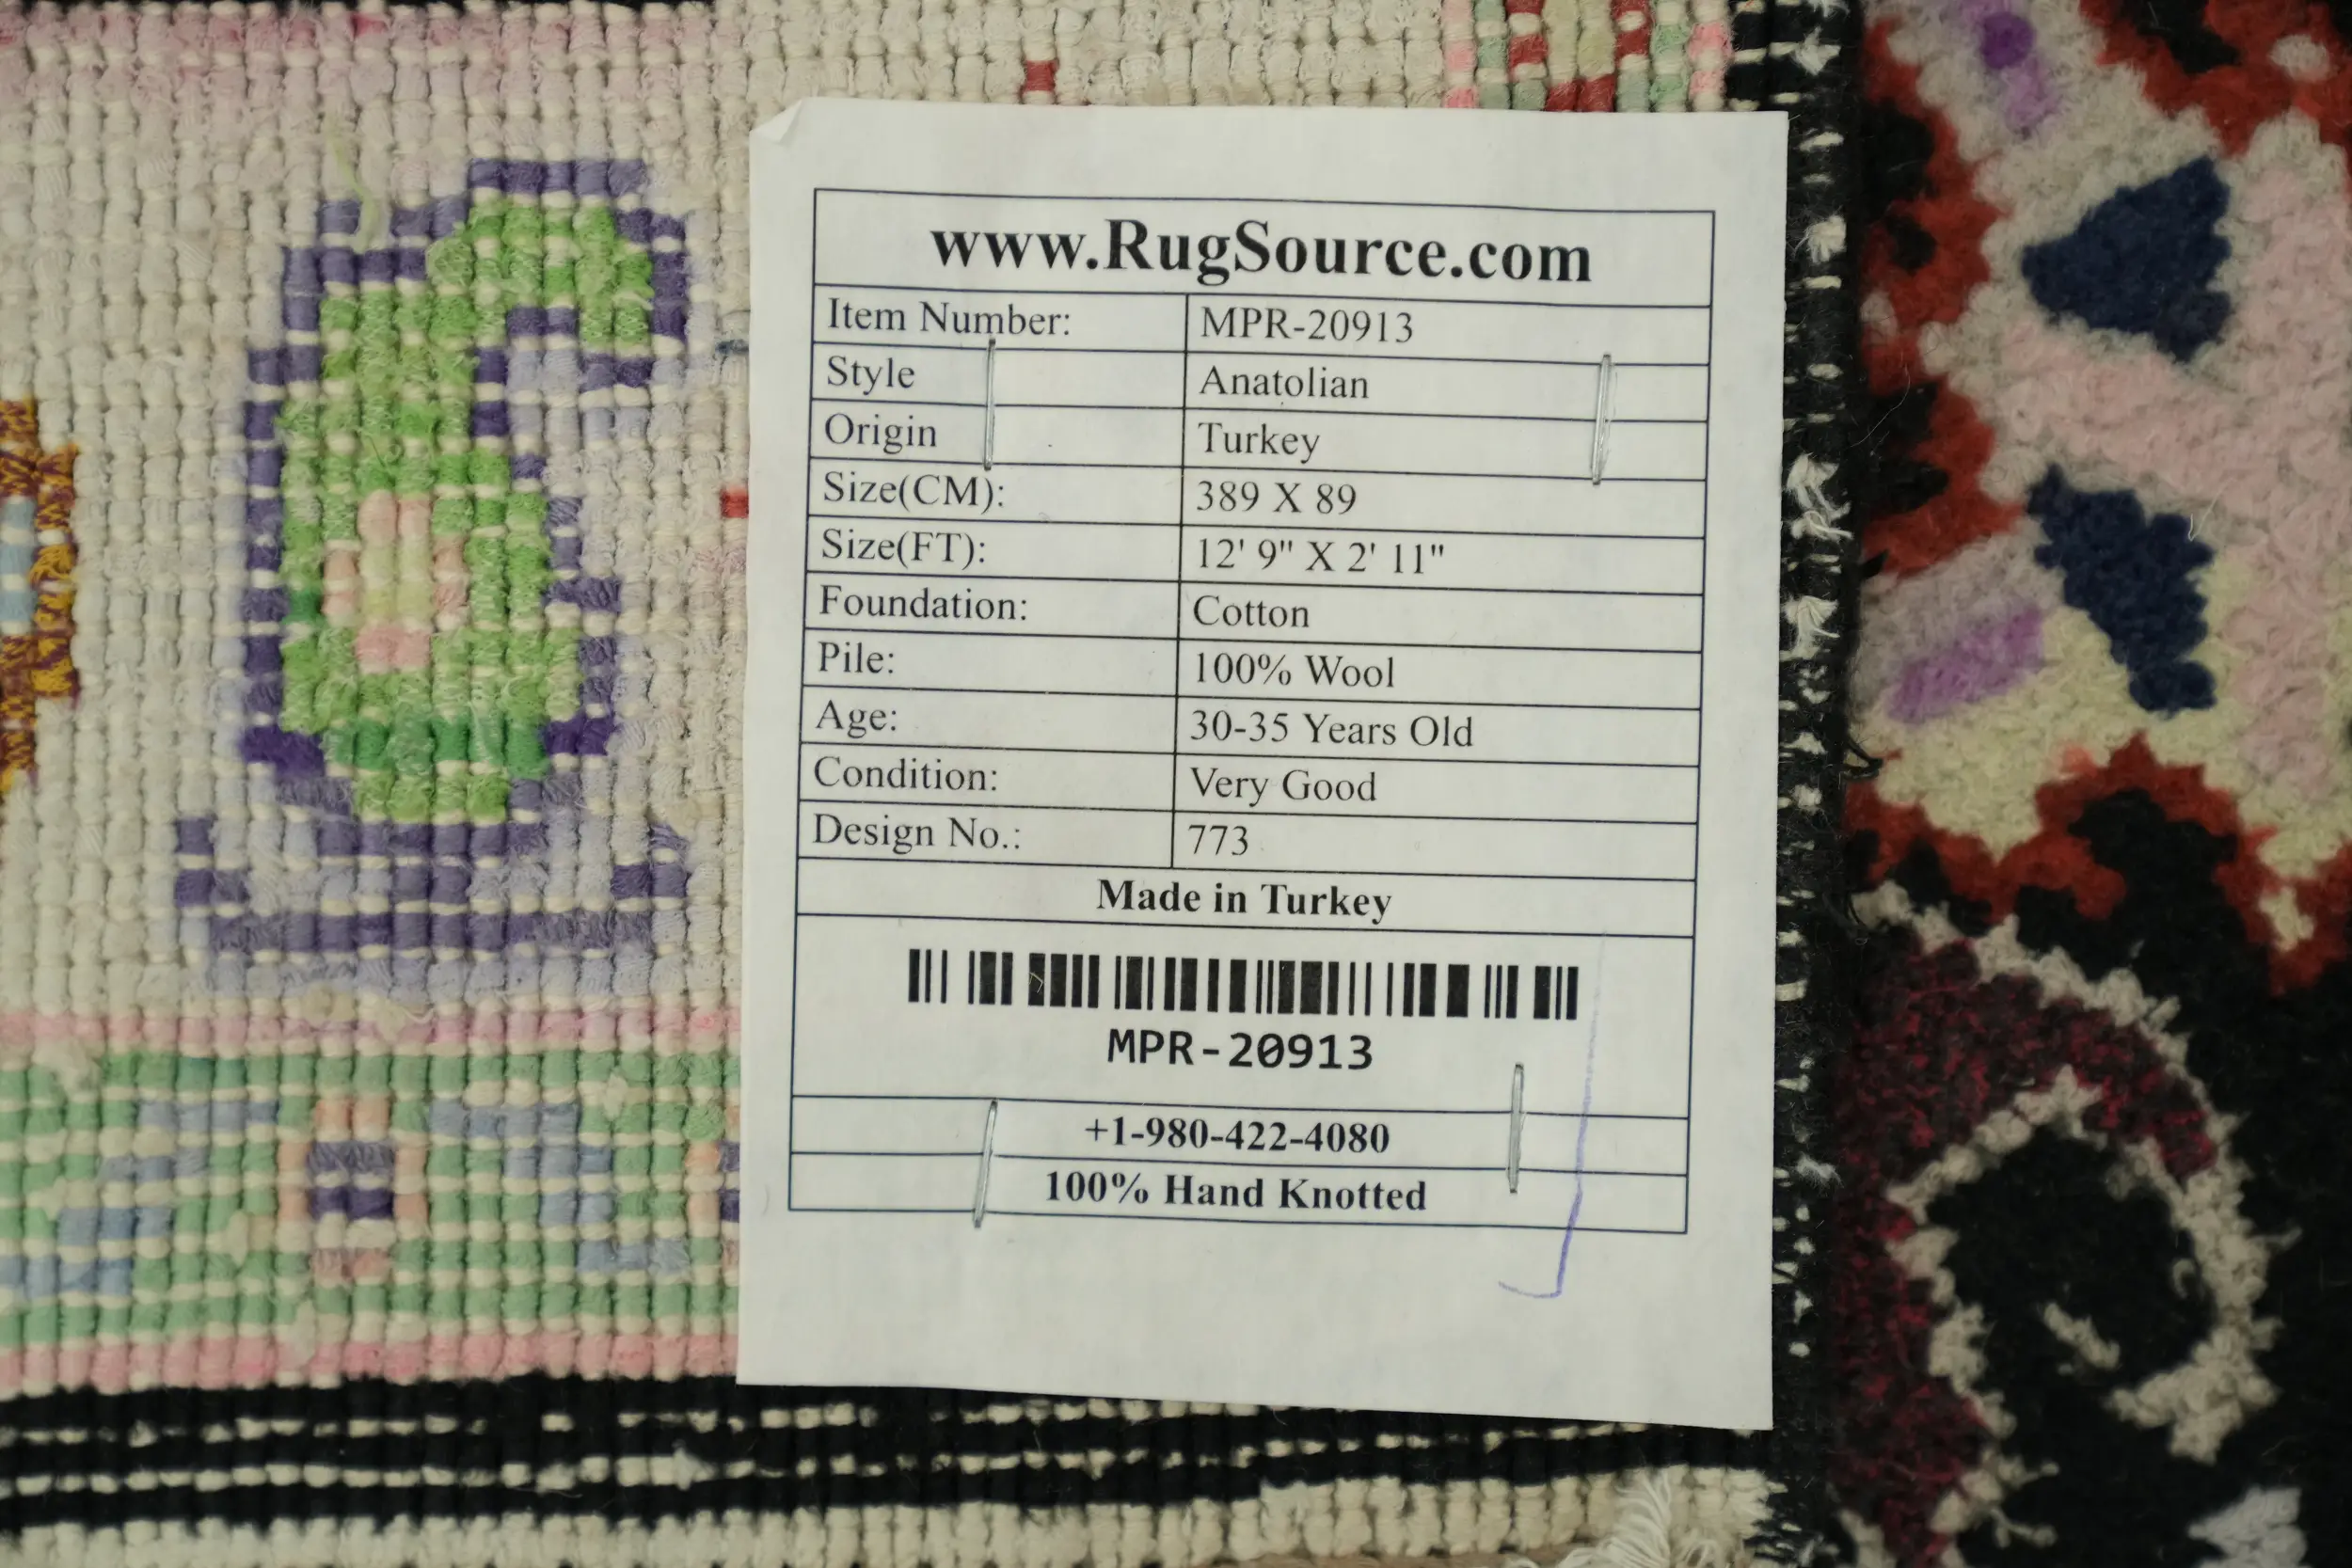 www.RugSource.com
Item Number: MPR-20913
Style Anatolian
Origin Turkey
Size(CM): 389 X 89
Size(FT): 12' 9" X 2' 11"
Foundation: Cotton
Pile: 100% Wool
Age: 30-35 Years Old
Condition: Very Good
Design No.: 773
Made in Turkey
MPR-20913
+1-980-422-4080
100% Hand Knotted